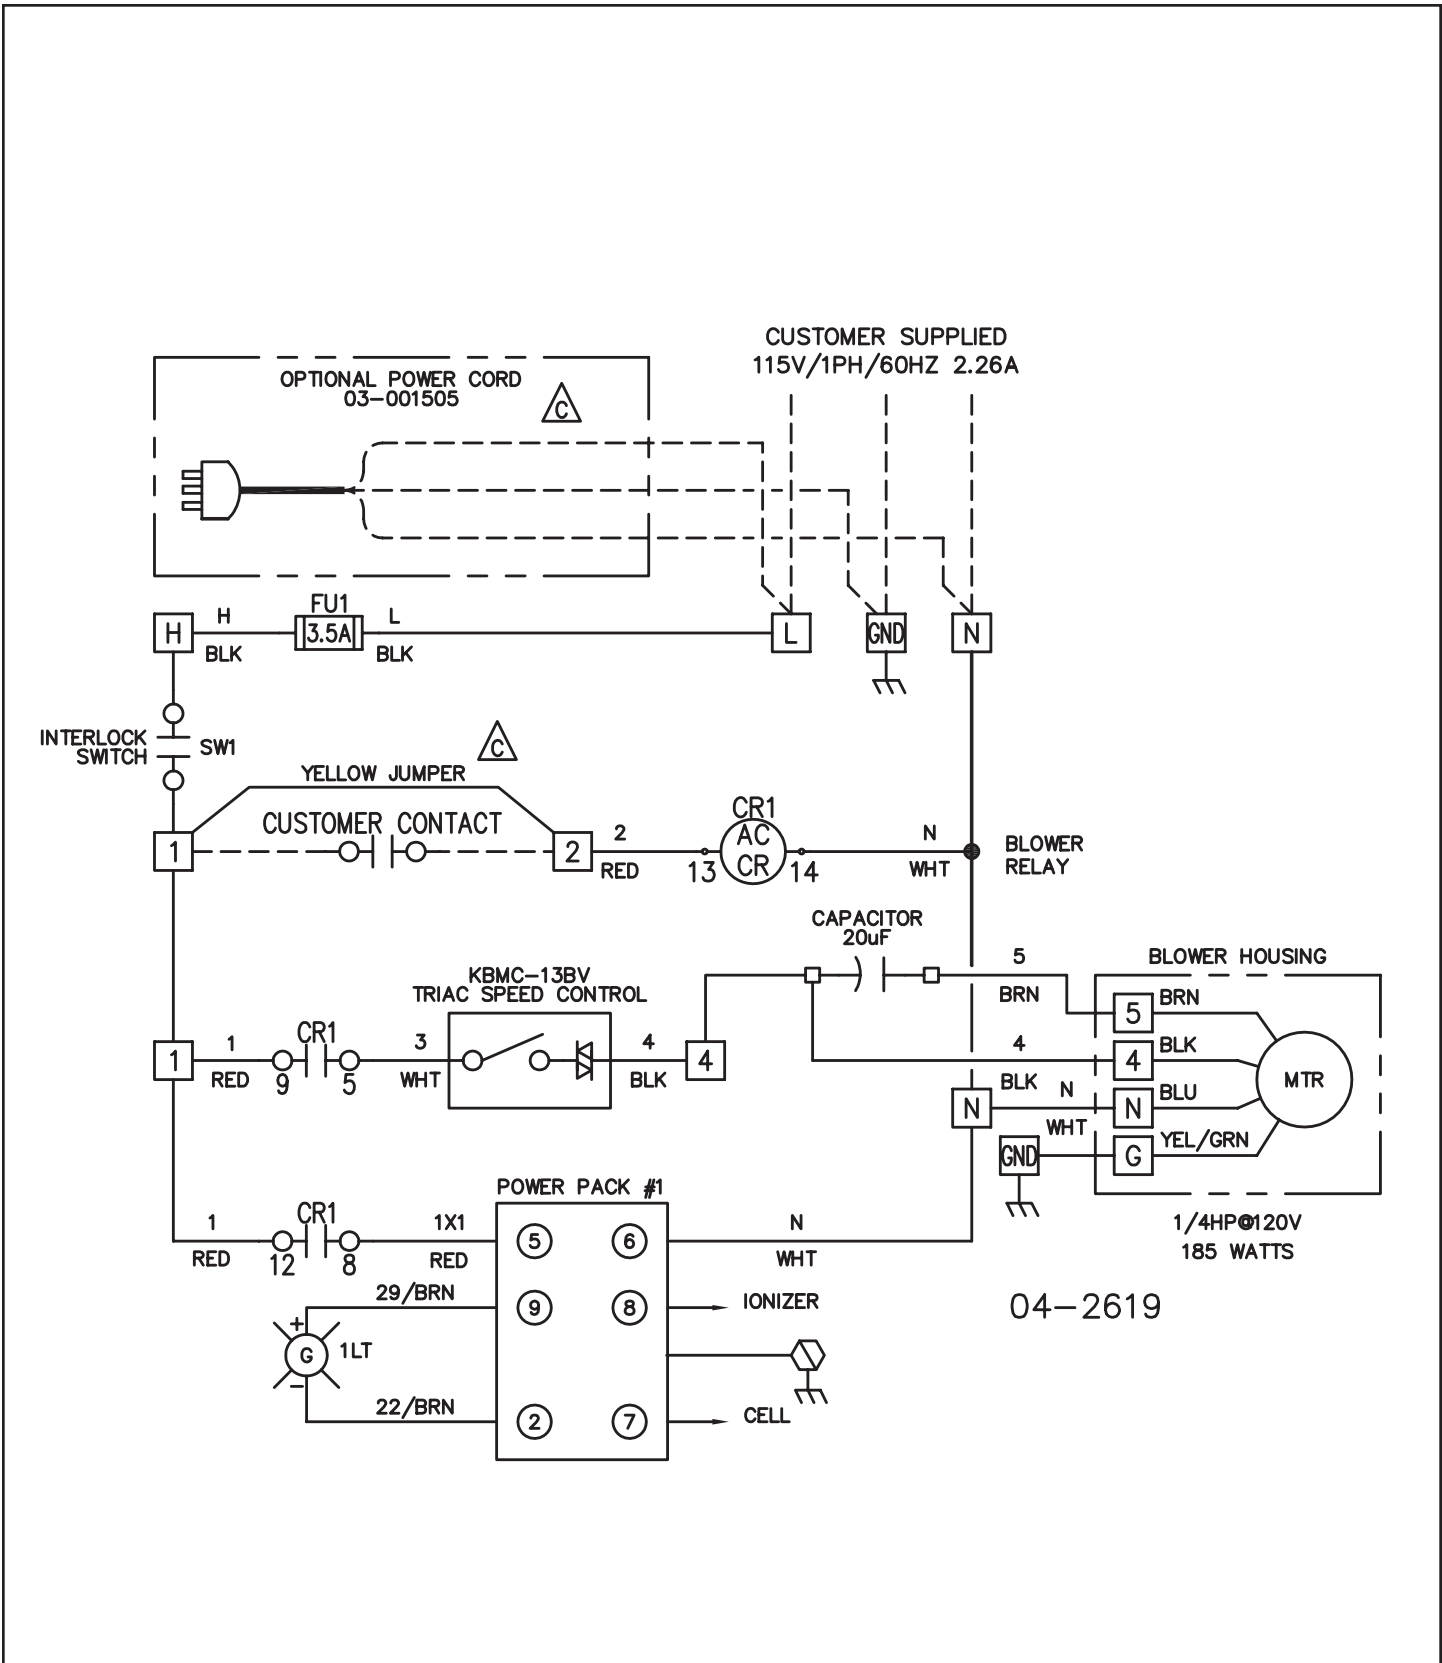 CUSTOMER SUPPLIED
115V/1PH/60HZ 2.26A
OPTIONAL POWER CORD
03-001505
C
FU1
H
H
BLK
3.5A
L
BLK
L
GND
N
INTERLOCK
SWITCH
SW1
C
YELLOW JUMPER
CUSTOMER CONTACT
1
2
2
RED
CR1
AC
CR
13
14
N
WHT
BLOWER
RELAY
CAPACITOR
20uF
KBMC-13BV
TRIAC SPEED CONTROL
5
BRN
BLOWER HOUSING
5
BRN
1
1
RED
CR1
9
5
3
WHT
4
BLK
4
4
BLK
4
BLK
MTR
N
N
WHT
N
BLU
GND
G
YEL/GRN
1/4HP@120V
185 WATTS
POWER PACK #1
1
RED
CR1
12
8
1X1
RED
5
6
N
WHT
29/BRN
9
8
IONIZER
04-2619
+
G
1LT
−
22/BRN
2
7
CELL